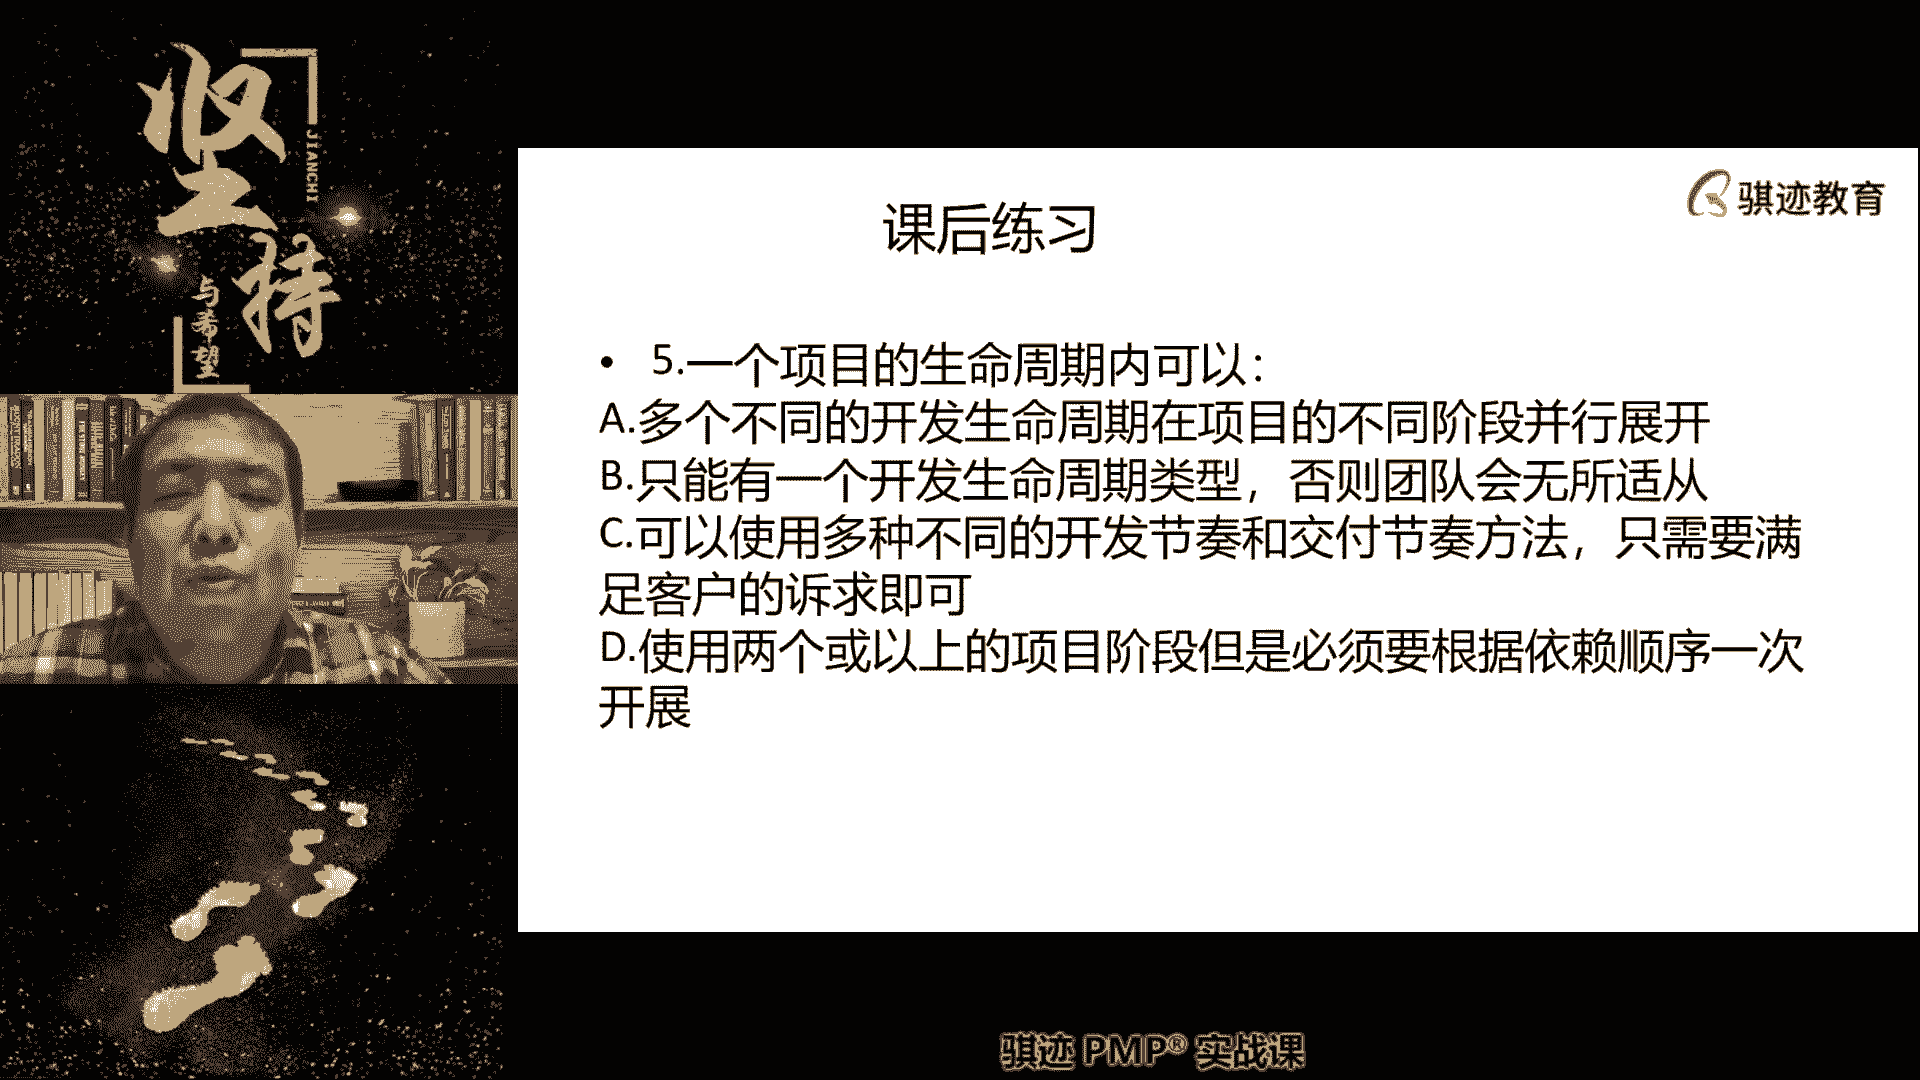 坚持
JIANCHI
与希望
骐迹教育
课后练习
• 5.一个项目的生命周期内可以：
A.多个不同的开发生命周期在项目的不同阶段并行展开
B.只能有一个开发生命周期类型，否则团队会无所适从
C.可以使用多种不同的开发节奏和交付节奏方法，只需要满
足客户的诉求即可
D.使用两个或以上的项目阶段但是必须要根据依赖顺序一次
开展
骐迹 PMP® 实战课